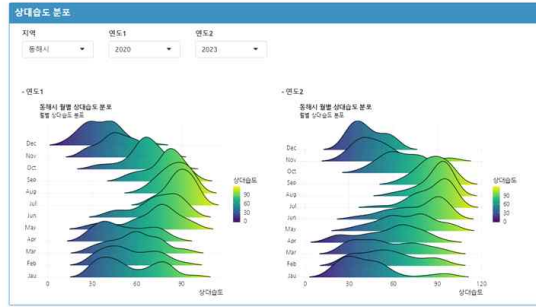 상대습도 분포
지역
연도1
연도2
동해시
2020
2023
- 연도1
동해시 월별 상대습도 분포
월별 상대습도 분포
Dec
Nov
Oct
Sep
Aug
Jul
Jun
May
Apr
Mar
Feb
Jan
0 30 60 90
상대습도
상대습도
90
60
30
0
- 연도2
동해시 월별 상대습도 분포
월별 상대습도 분포
Dec
Nov
Oct
Sep
Aug
Jul
Jun
May
Apr
Mar
Feb
Jan
0 30 60 90 120
상대습도
상대습도
90
60
30
0